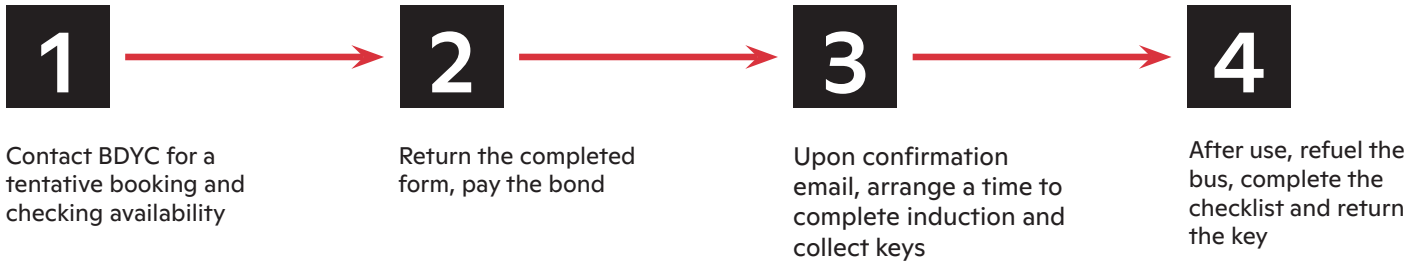 1
Contact BDYC for a
tentative booking and
checking availability
2
Return the completed
form, pay the bond
3
Upon confirmation
email, arrange a time to
complete induction and
collect keys
4
After use, refuel the
bus, complete the
checklist and return
the key